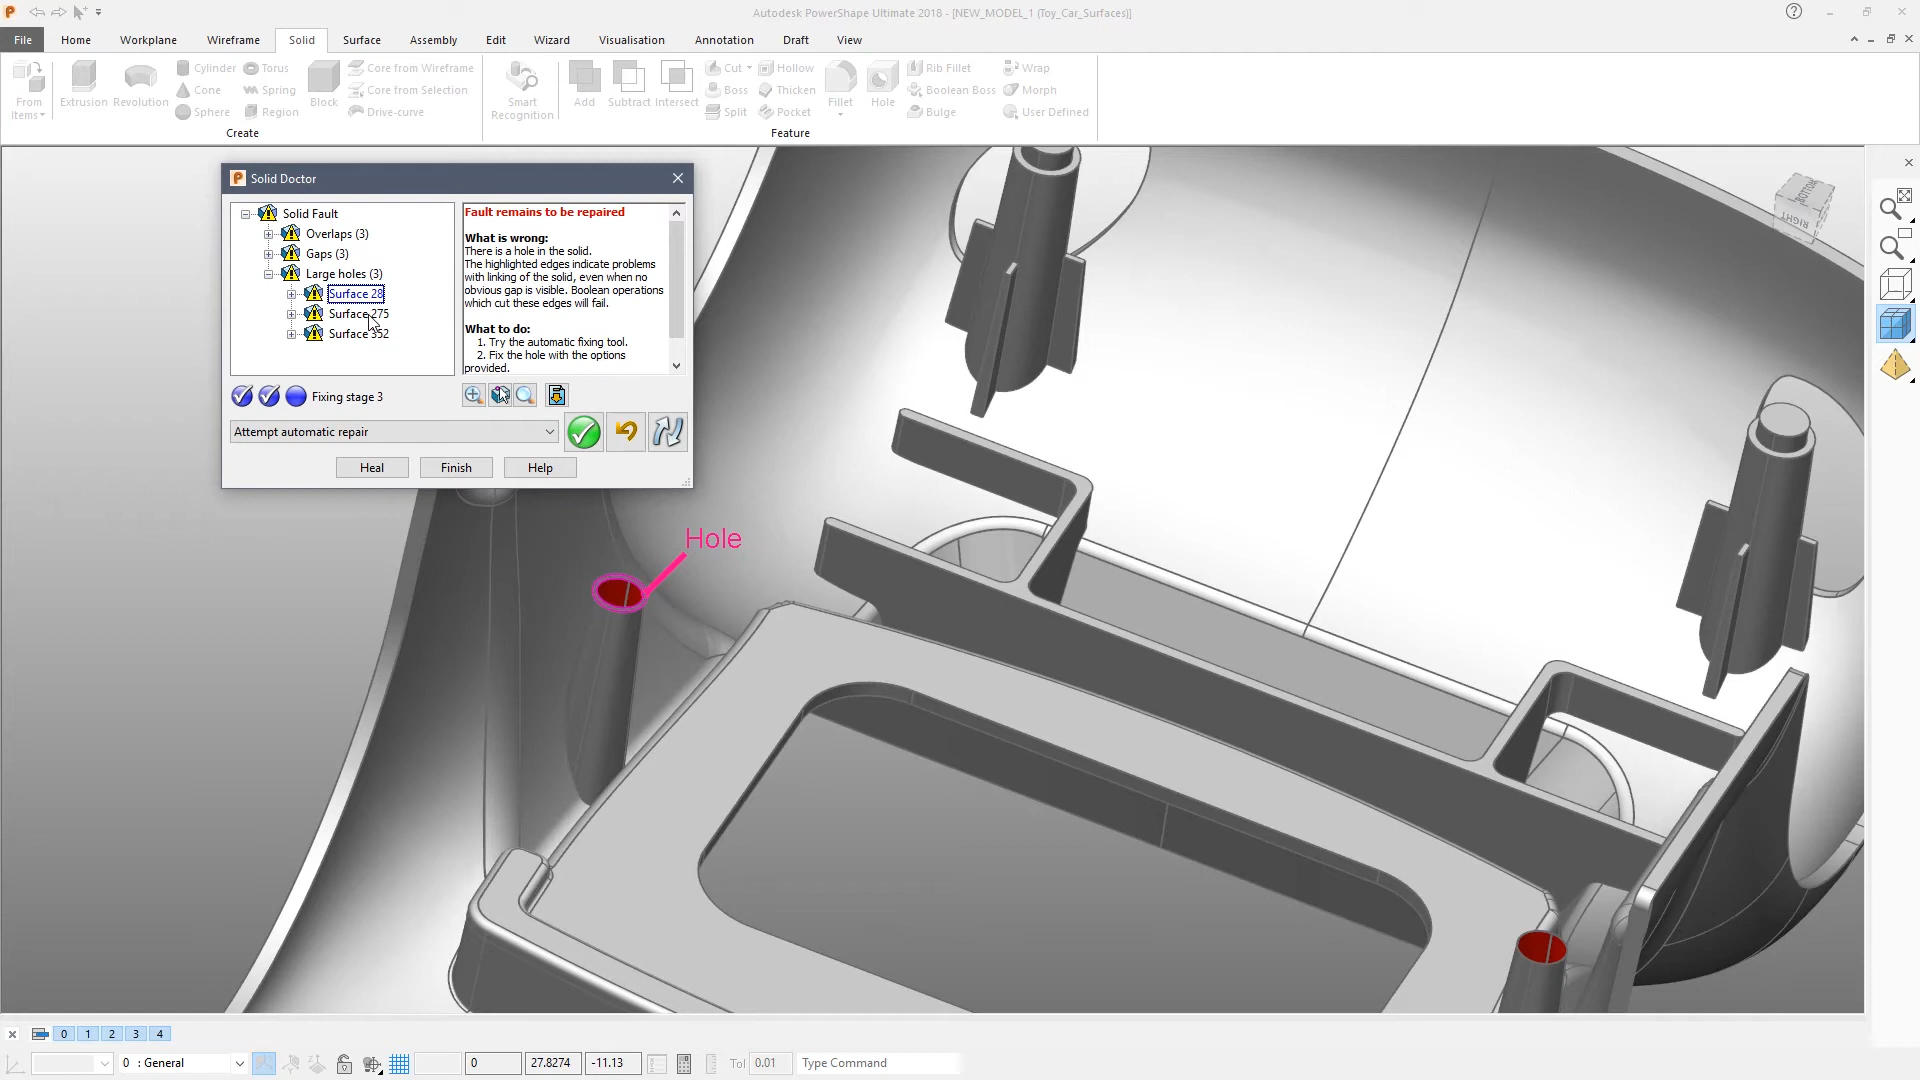 Autodesk PowerShape Ultimate 2018 - [NEW_MODEL_1 (Toy_Car_Surfaces)]
File Home Workplane Wireframe Solid Surface Assembly Edit Wizard Visualisation Annotation Draft View
From Items
Extrusion
Revolution
Cylinder
Cone
Sphere
Torus
Spring
Region
Block
Core from Wireframe
Core from Selection
Drive-curve
Create
Smart Recognition
Add
Subtract
Intersect
Cut
Boss
Split
Hollow
Thicken
Pocket
Fillet
Hole
Rib Fillet
Boolean Boss
Bulge
Wrap
Morph
User Defined
Feature
Solid Doctor
Solid Fault
Overlaps (3)
Gaps (3)
Large holes (3)
Surface 28
Surface 275
Surface 352
Fault remains to be repaired
What is wrong:
There is a hole in the solid.
The highlighted edges indicate problems
with linking of the solid, even when no
obvious gap is visible. Boolean operations
which cut these edges will fail.
What to do:
1. Try the automatic fixing tool.
2. Fix the hole with the options
provided.
Fixing stage 3
Attempt automatic repair
Heal Finish Help
Hole
BOTTOM
RIGHT
0 1 2 3 4
0 : General
0 27.8274 -11.13 Tol 0.01 Type Command